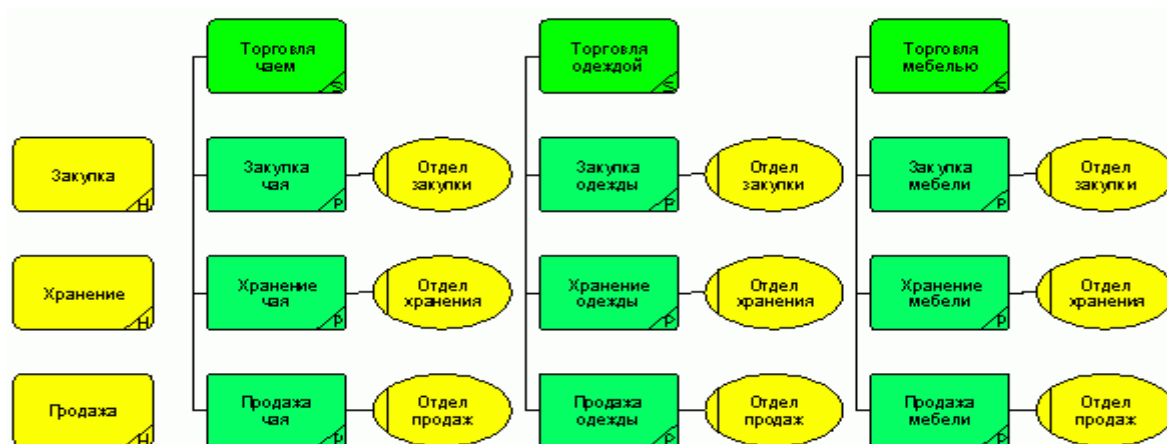 Торговля
чаем
S
Торговля
одеждой
S
Торговля
мебелью
S
Закупка
H
Закупка
чая
P
Отдел
закупки
Закупка
одежды
P
Отдел
закупки
Закупка
мебели
P
Отдел
закупки
Хранение
H
Хранение
чая
P
Отдел
хранения
Хранение
одежды
P
Отдел
хранения
Хранение
мебели
P
Отдел
хранения
Продажа
H
Продажа
чая
P
Отдел
продаж
Продажа
одежды
P
Отдел
продаж
Продажа
мебели
P
Отдел
продаж